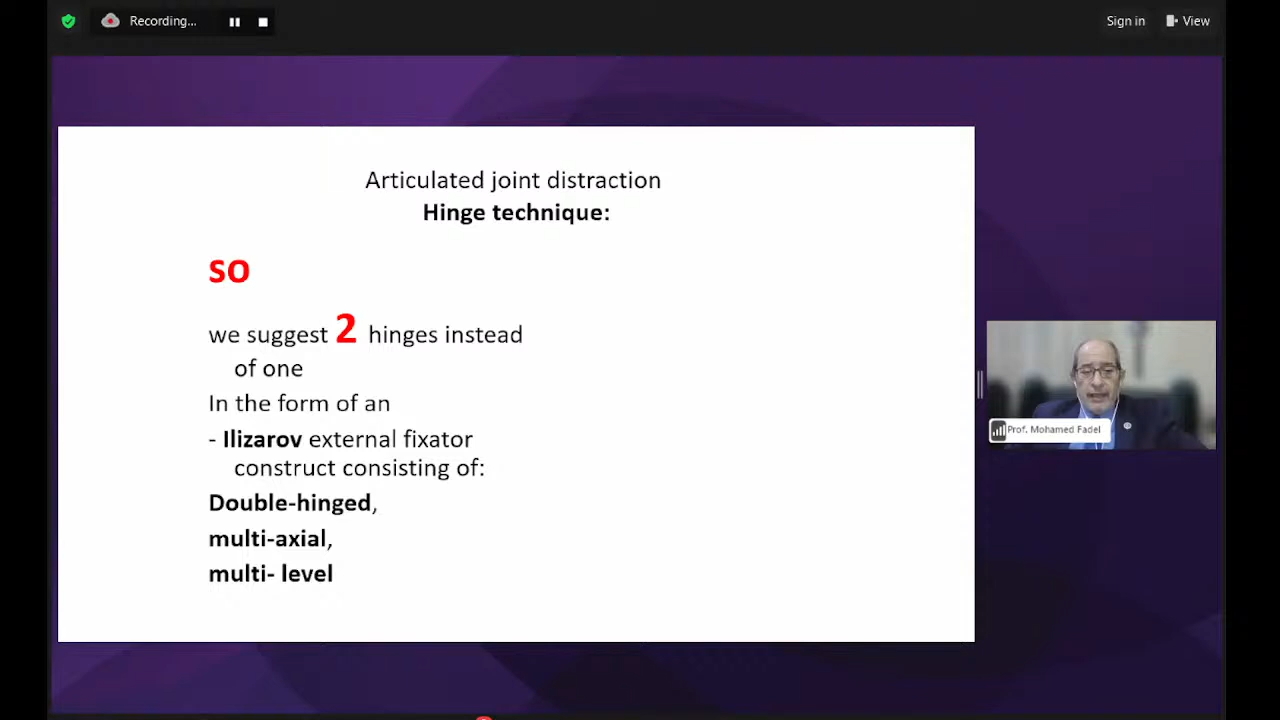 Recording...
Sign in
View
Articulated joint distraction
Hinge technique:
SO
we suggest 2 hinges instead
of one
In the form of an
- Ilizarov external fixator
construct consisting of:
Double-hinged,
multi-axial,
multi- level
Prof. Mohamed Fadel